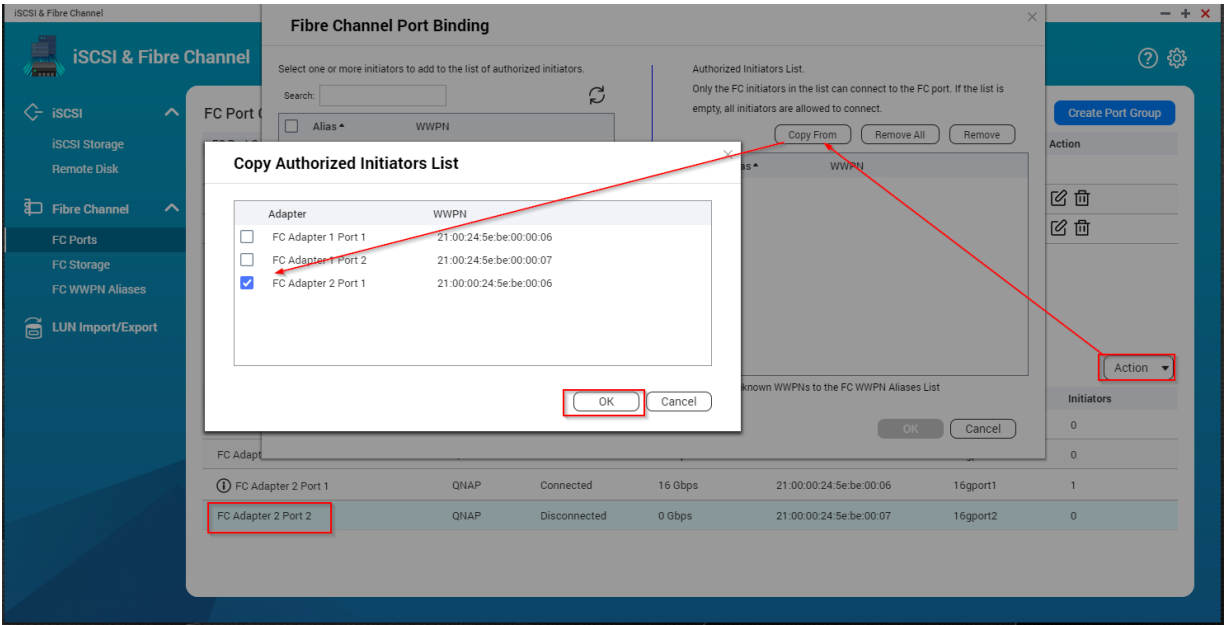 iSCSI & Fibre Channel
iSCSI & Fibre Channel
iSCSI
iSCSI Storage
Remote Disk
Fibre Channel
FC Ports
FC Storage
FC WWPN Aliases
LUN Import/Export
FC Port
Create Port Group
Action
Fibre Channel Port Binding
Select one or more initiators to add to the list of authorized initiators.
Search:
Alias WWPN
Authorized Initiators List.
Only the FC initiators in the list can connect to the FC port. If the list is
empty, all initiators are allowed to connect.
Copy From Remove All Remove
as WWPN
known WWPNs to the FC WWPN Aliases List
OK Cancel
Copy Authorized Initiators List
Adapter WWPN
FC Adapter 1 Port 1 21:00:24:5e:be:00:00:06
FC Adapter 1 Port 2 21:00:24:5e:be:00:00:07
FC Adapter 2 Port 1 21:00:00:24:5e:be:00:06
OK Cancel
Action
Initiators
0
FC Adapt 0
FC Adapter 2 Port 1 QNAP Connected 16 Gbps 21:00:00:24:5e:be:00:06 16gport1 1
FC Adapter 2 Port 2 QNAP Disconnected 0 Gbps 21:00:00:24:5e:be:00:07 16gport2 0